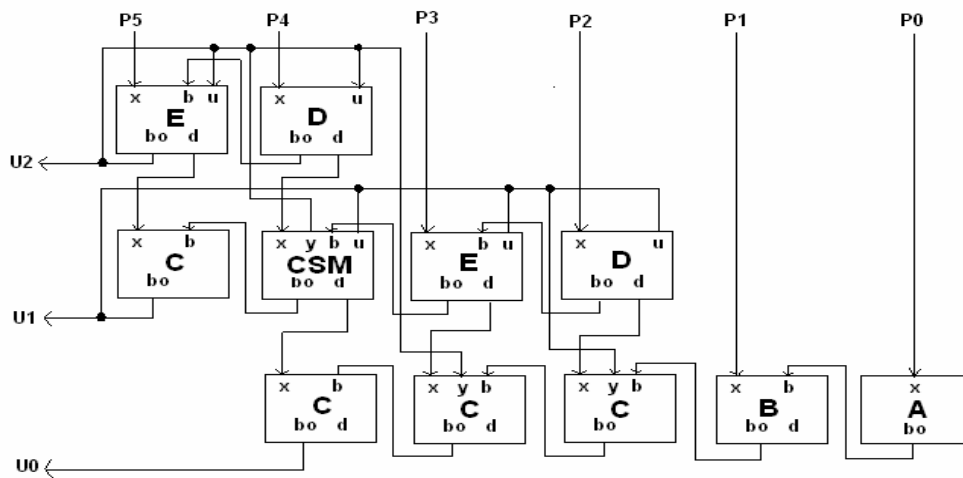 P5 P4 P3 P2 P1 P0
x b u x u
E D
bo d bo d
U2
x b x y b u x b u x u
C CSM E D
bo bo d bo d bo d
U1
x b x y b x y b x b x
C C C B A
bo d bo d bo d bo d bo
U0